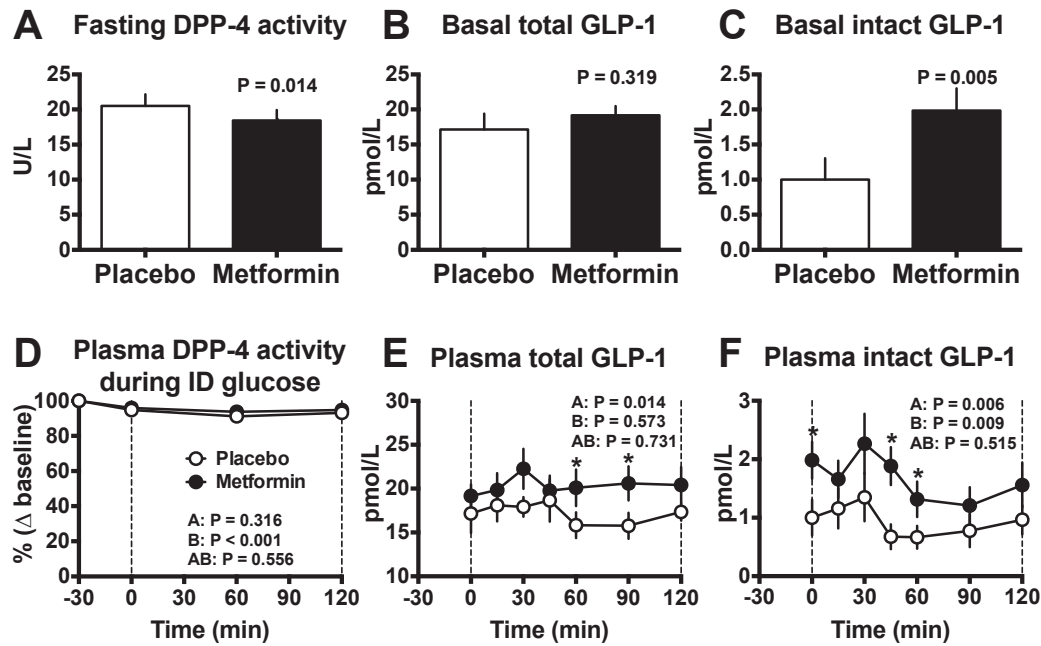 A Fasting DPP-4 activity
U/L
25
20
15
10
5
0
P = 0.014
Placebo Metformin
B Basal total GLP-1
pmol/L
25
20
15
10
5
0
P = 0.319
Placebo Metformin
C Basal intact GLP-1
pmol/L
2.5
2.0
1.5
1.0
0.5
0
P = 0.005
Placebo Metformin
D Plasma DPP-4 activity
during ID glucose
% (Δ baseline)
100
80
60
40
20
0
Placebo
Metformin
A: P = 0.316
B: P < 0.001
AB: P = 0.556
-30 0 30 60 90 120
Time (min)
E Plasma total GLP-1
pmol/L
30
25
20
15
10
A: P = 0.014
B: P = 0.573
AB: P = 0.731
* *
-30 0 30 60 90 120
Time (min)
F Plasma intact GLP-1
pmol/L
3
2
1
0
A: P = 0.006
B: P = 0.009
AB: P = 0.515
* * *
-30 0 30 60 90 120
Time (min)